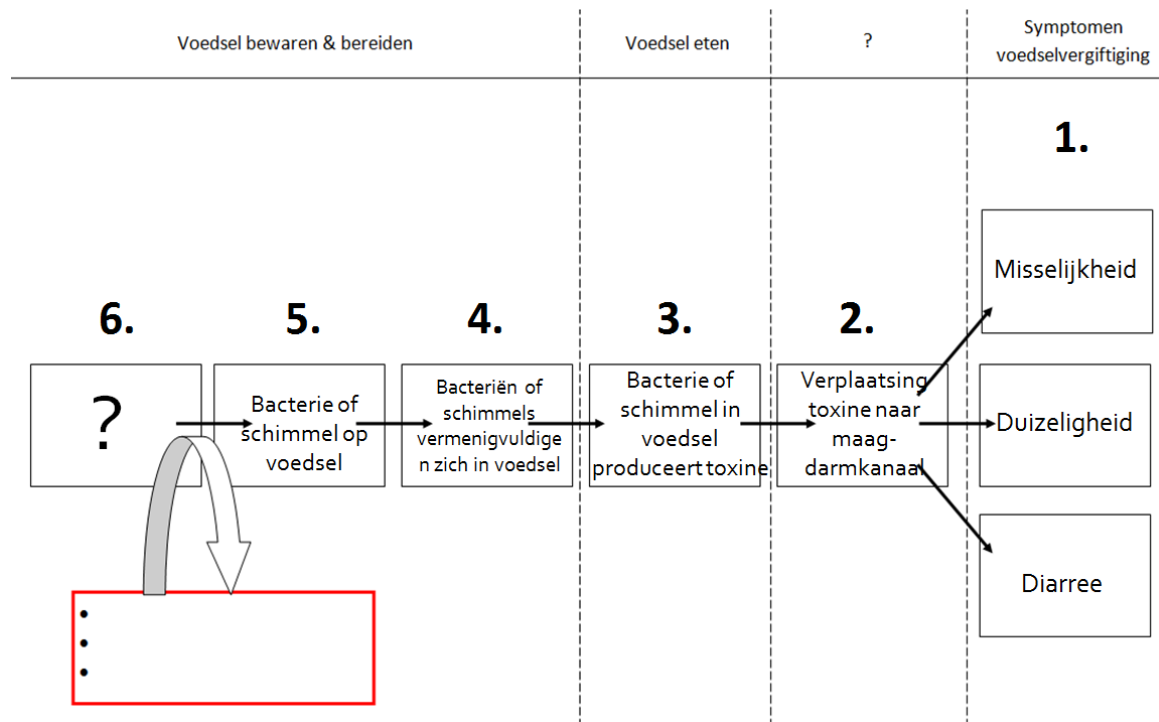 Voedsel bewaren & bereiden
Voedsel eten
?
Symptomen
voedselvergiftiging
1.
Misselijkheid
6.
5.
4.
3.
2.
?
Bacterie of
schimmel op
voedsel
Bacteriën of
schimmels
vermenigvuldige
n zich in voedsel
Bacterie of
schimmel in
voedsel
produceert toxine
Verplaatsing
toxine naar
maag-
darmkanaal
Duizeligheid
Diarree
•
•
•